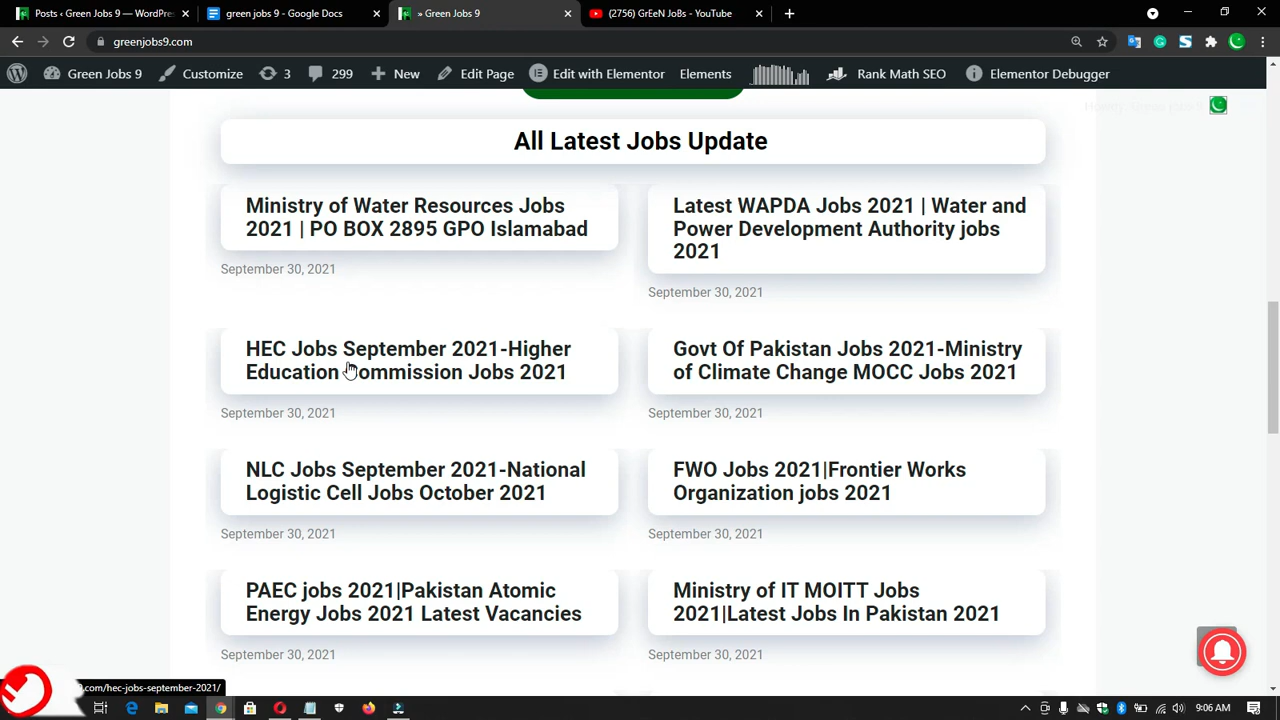 Posts ‹ Green Jobs 9 — WordPres
green jobs 9 - Google Docs
» Green Jobs 9
(2756) GrEeN JoBs - YouTube
greenjobs9.com
Green Jobs 9
Customize
3
299
New
Edit Page
Edit with Elementor
Elements
Rank Math SEO
Elementor Debugger
All Latest Jobs Update
Ministry of Water Resources Jobs
2021 | PO BOX 2895 GPO Islamabad
September 30, 2021
Latest WAPDA Jobs 2021 | Water and
Power Development Authority jobs
2021
September 30, 2021
HEC Jobs September 2021-Higher
Education Commission Jobs 2021
September 30, 2021
Govt Of Pakistan Jobs 2021-Ministry
of Climate Change MOCC Jobs 2021
September 30, 2021
NLC Jobs September 2021-National
Logistic Cell Jobs October 2021
September 30, 2021
FWO Jobs 2021|Frontier Works
Organization jobs 2021
September 30, 2021
PAEC jobs 2021|Pakistan Atomic
Energy Jobs 2021 Latest Vacancies
September 30, 2021
Ministry of IT MOITT Jobs
2021|Latest Jobs In Pakistan 2021
September 30, 2021
.com/hec-jobs-september-2021/
9:06 AM